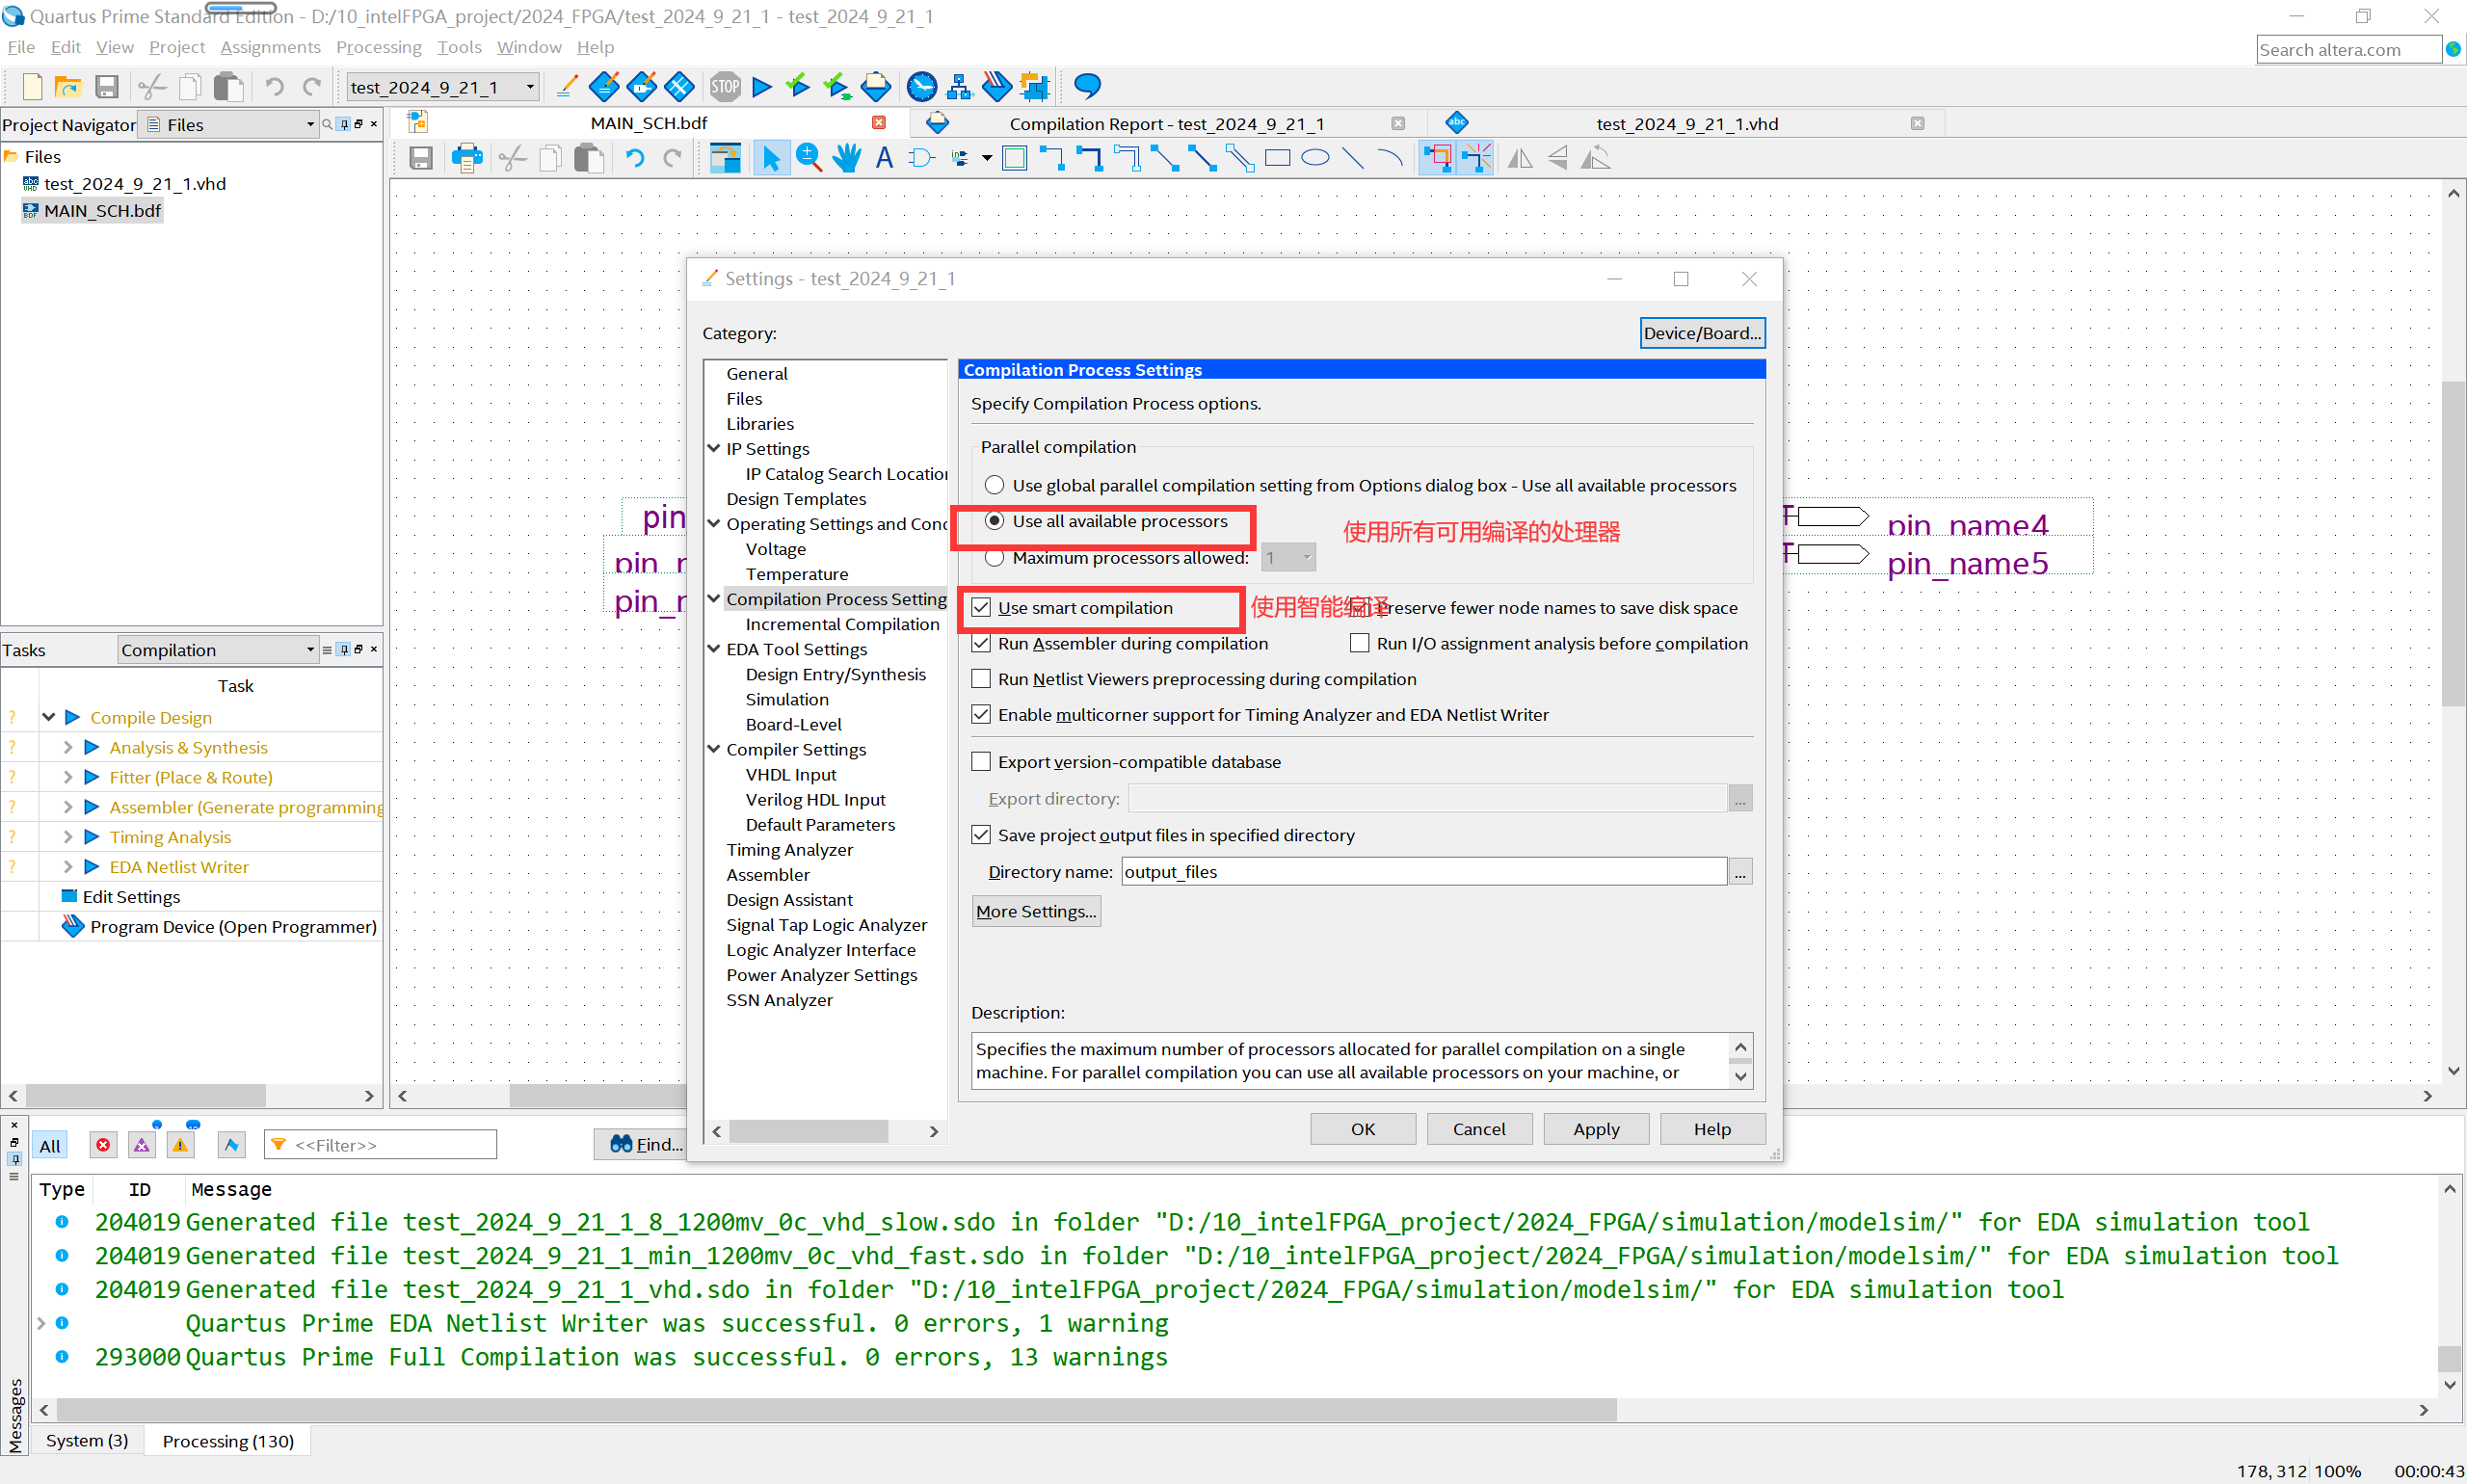 Quartus Prime Standard Edition - D:/10_intelFPGA_project/2024_FPGA/test_2024_9_21_1 - test_2024_9_21_1
File Edit View Project Assignments Processing Tools Window Help
Search altera.com
test_2024_9_21_1
STOP
Project Navigator Files
MAIN_SCH.bdf
Compilation Report - test_2024_9_21_1
abc
test_2024_9_21_1.vhd
Files
test_2024_9_21_1.vhd
MAIN_SCH.bdf
Settings - test_2024_9_21_1
Category:
Device/Board...
General
Files
Libraries
IP Settings
IP Catalog Search Location
Design Templates
Operating Settings and Conc
Voltage
Temperature
Compilation Process Setting
Incremental Compilation
EDA Tool Settings
Design Entry/Synthesis
Simulation
Board-Level
Compiler Settings
VHDL Input
Verilog HDL Input
Default Parameters
Timing Analyzer
Assembler
Design Assistant
Signal Tap Logic Analyzer
Logic Analyzer Interface
Power Analyzer Settings
SSN Analyzer
Compilation Process Settings
Specify Compilation Process options.
Parallel compilation
Use global parallel compilation setting from Options dialog box - Use all available processors
Use all available processors
使用所有可用编译的处理器
Maximum processors allowed: 1
Use smart compilation
使用智能编译
Preserve fewer node names to save disk space
Run Assembler during compilation
Run I/O assignment analysis before compilation
Run Netlist Viewers preprocessing during compilation
Enable multicorner support for Timing Analyzer and EDA Netlist Writer
Export version-compatible database
Export directory:
...
Save project output files in specified directory
Directory name: output_files
...
More Settings...
Description:
Specifies the maximum number of processors allocated for parallel compilation on a single
machine. For parallel compilation you can use all available processors on your machine, or
OK Cancel Apply Help
pin_
pin_n
pin_n
pin_name4
pin_name5
Tasks Compilation
Task
? Compile Design
? Analysis & Synthesis
? Fitter (Place & Route)
? Assembler (Generate programming
? Timing Analysis
? EDA Netlist Writer
Edit Settings
Program Device (Open Programmer)
All
<<Filter>>
Find...
Type ID Message
204019 Generated file test_2024_9_21_1_8_1200mv_0c_vhd_slow.sdo in folder "D:/10_intelFPGA_project/2024_FPGA/simulation/modelsim/" for EDA simulation tool
204019 Generated file test_2024_9_21_1_min_1200mv_0c_vhd_fast.sdo in folder "D:/10_intelFPGA_project/2024_FPGA/simulation/modelsim/" for EDA simulation tool
204019 Generated file test_2024_9_21_1_vhd.sdo in folder "D:/10_intelFPGA_project/2024_FPGA/simulation/modelsim/" for EDA simulation tool
Quartus Prime EDA Netlist Writer was successful. 0 errors, 1 warning
293000 Quartus Prime Full Compilation was successful. 0 errors, 13 warnings
Messages
System (3) Processing (130)
178, 312 100% 00:00:43